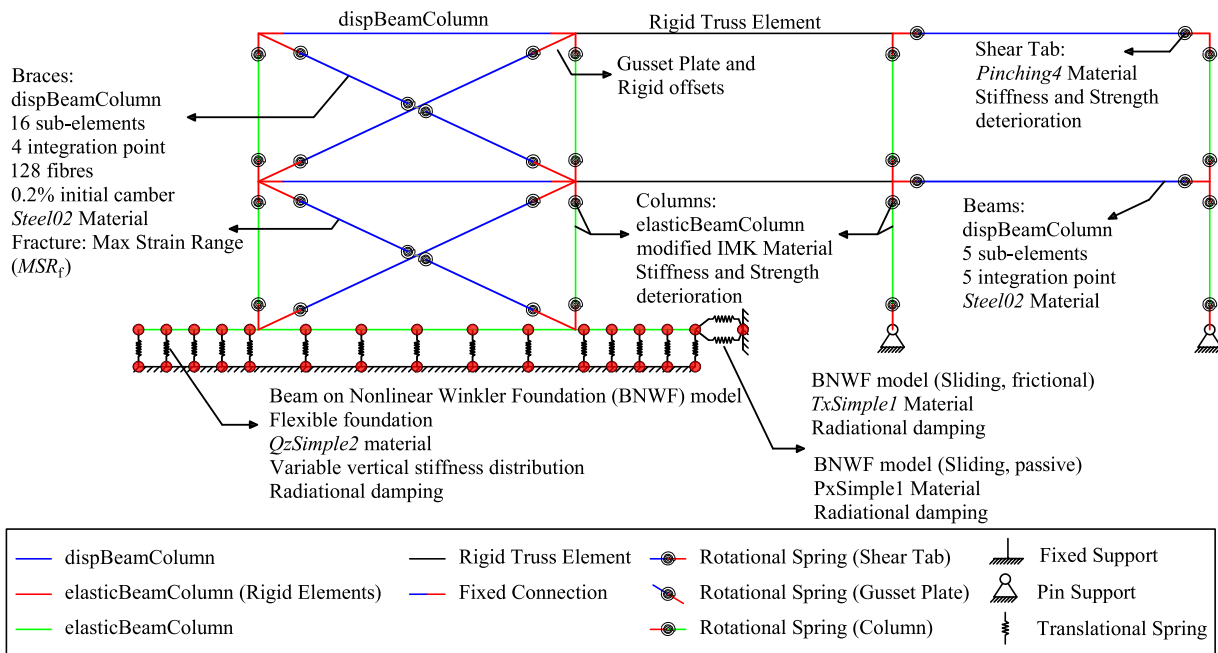 dispBeamColumn
Rigid Truss Element
Braces:
dispBeamColumn
16 sub-elements
4 integration point
128 fibres
0.2% initial camber
Steel02 Material
Fracture: Max Strain Range
(MSRf)
Gusset Plate and
Rigid offsets
Shear Tab:
Pinching4 Material
Stiffness and Strength
deterioration
Columns:
elasticBeamColumn
modified IMK Material
Stiffness and Strength
deterioration
Beams:
dispBeamColumn
5 sub-elements
5 integration point
Steel02 Material
Beam on Nonlinear Winkler Foundation (BNWF) model
Flexible foundation
QzSimple2 material
Variable vertical stiffness distribution
Radiational damping
BNWF model (Sliding, frictional)
TxSimple1 Material
Radiational damping
BNWF model (Sliding, passive)
PxSimple1 Material
Radiational damping
dispBeamColumn
elasticBeamColumn (Rigid Elements)
elasticBeamColumn
Rigid Truss Element
Fixed Connection
Rotational Spring (Shear Tab)
Rotational Spring (Gusset Plate)
Rotational Spring (Column)
Fixed Support
Pin Support
Translational Spring